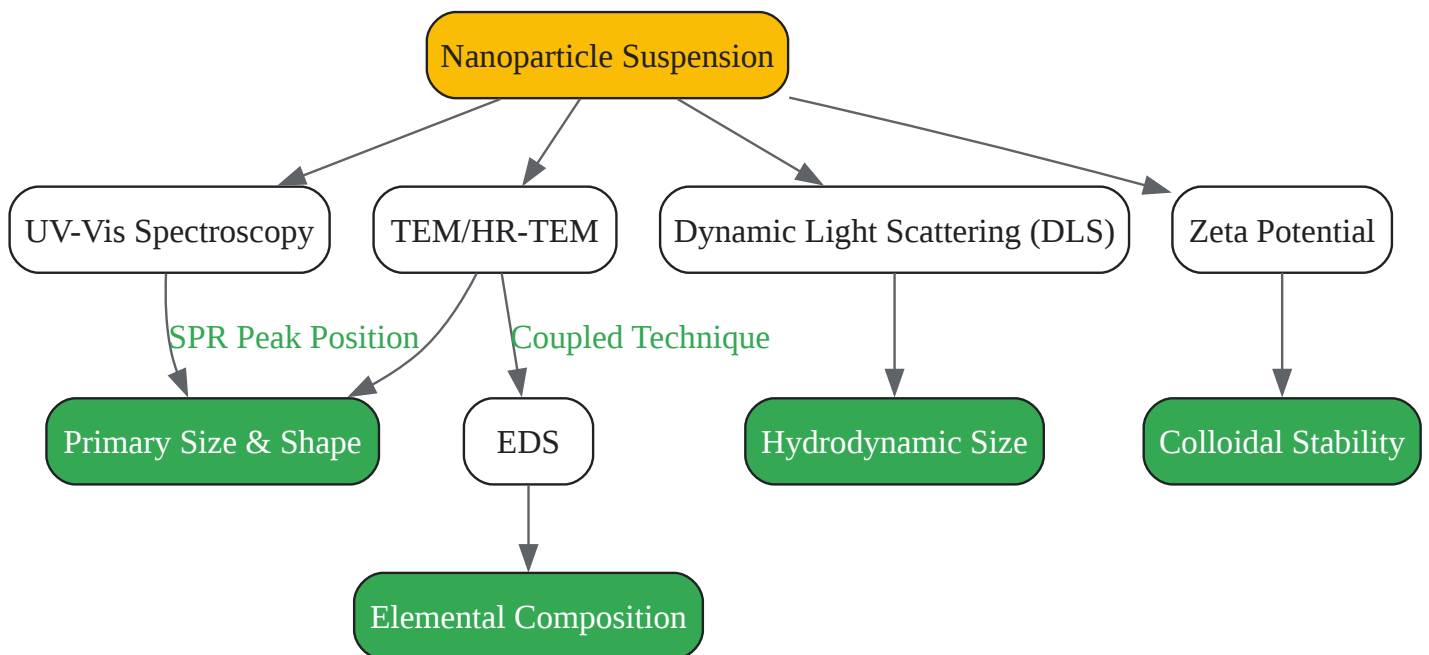 Nanoparticle Suspension
UV-Vis Spectroscopy
TEM/HR-TEM
Dynamic Light Scattering (DLS)
Zeta Potential
SPR Peak Position
Coupled Technique
Primary Size & Shape
EDS
Hydrodynamic Size
Colloidal Stability
Elemental Composition